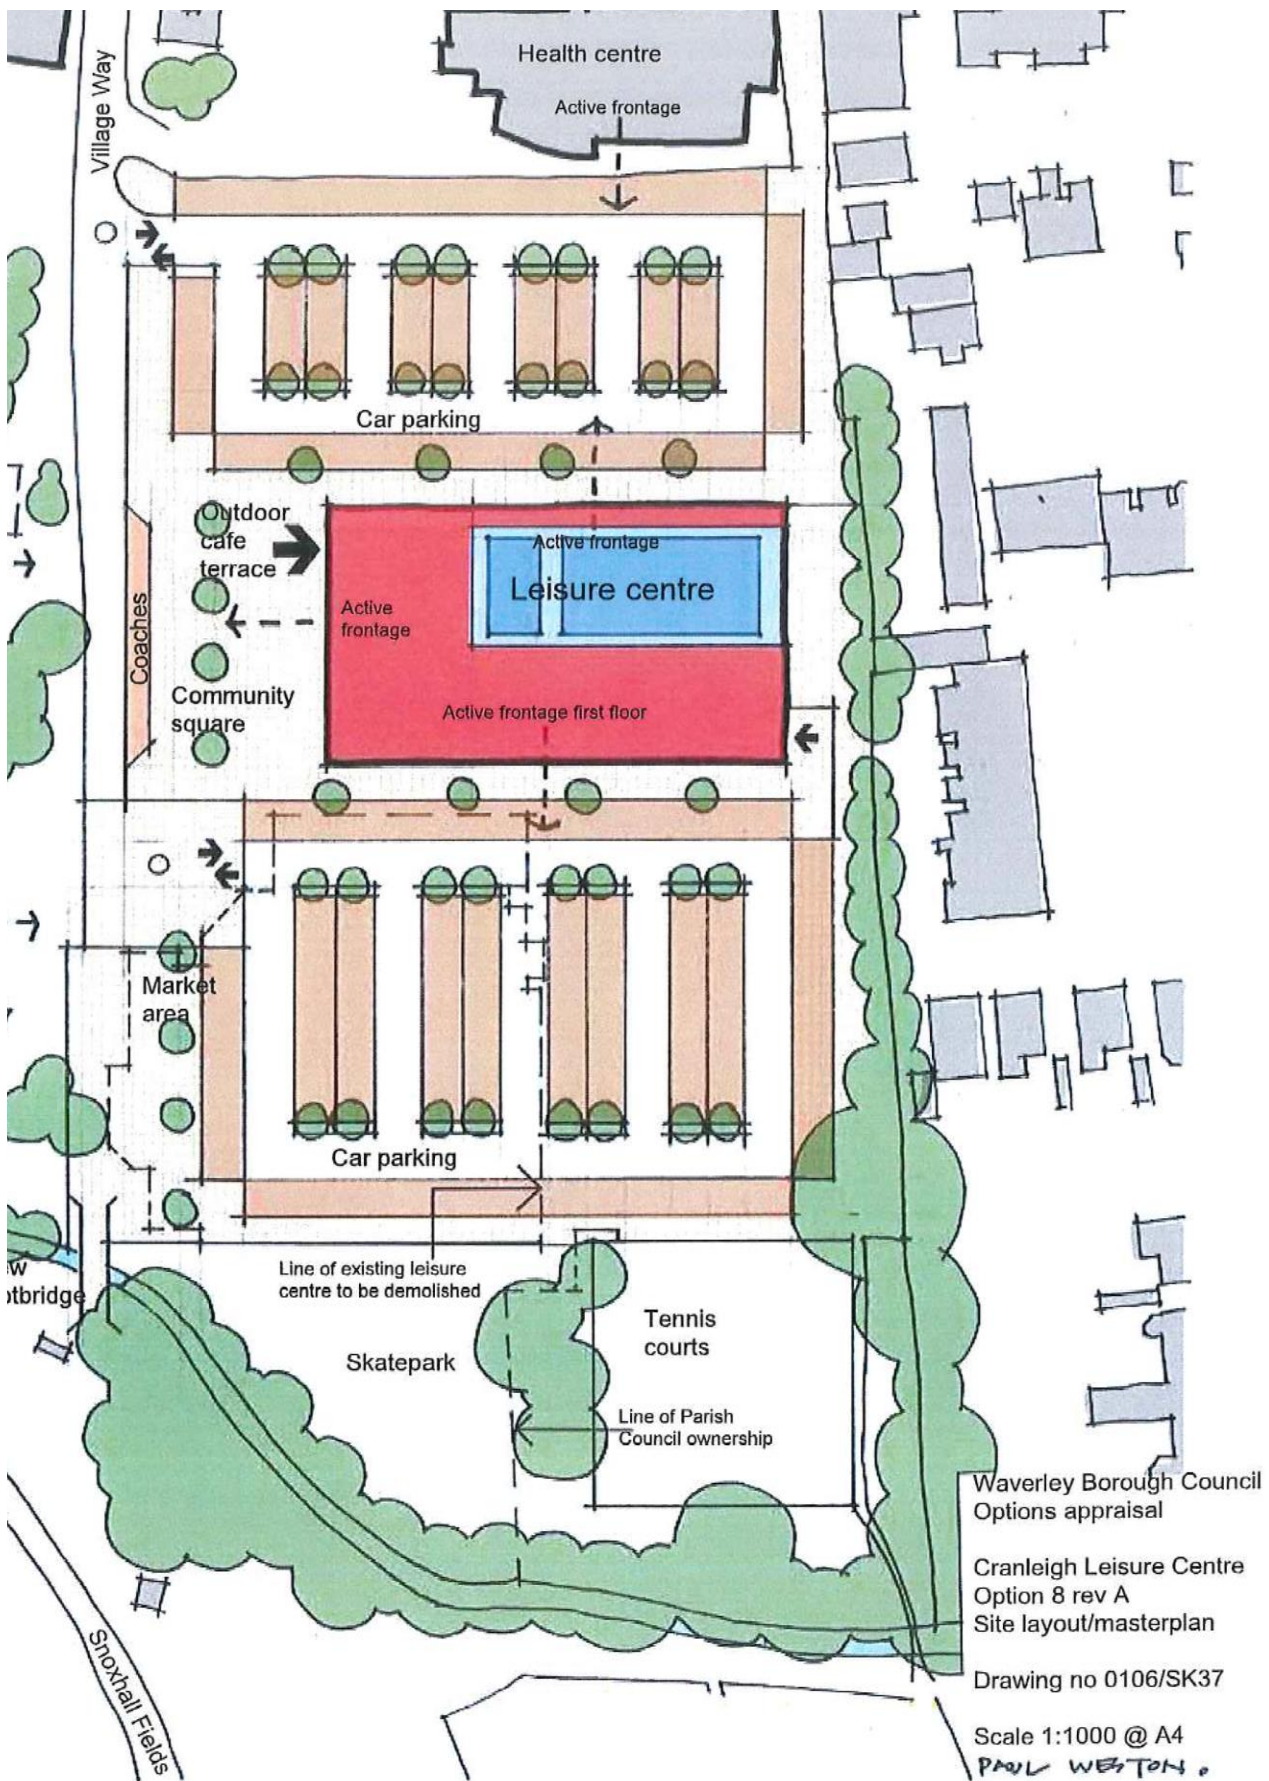 Health centre
Active frontage
Village Way
Car parking
Outdoor
cafe
terrace
Active frontage
Leisure centre
Active
frontage
Coaches
Community
square
Active frontage first floor
Market
area
Car parking
Line of existing leisure
centre to be demolished
Tennis
courts
Skatepark
Line of Parish
Council ownership
Snoxhall Fields
Waverley Borough Council
Options appraisal
Cranleigh Leisure Centre
Option 8 rev A
Site layout/masterplan
Drawing no 0106/SK37
Scale 1:1000 @ A4
PAUL WESTON.